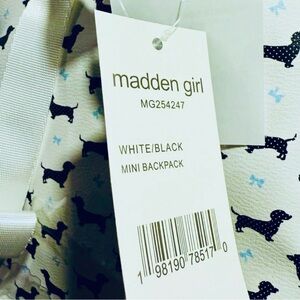 madden girl
MG254247
WHITE/BLACK
MINI BACKPACK
1 98190 78517 0